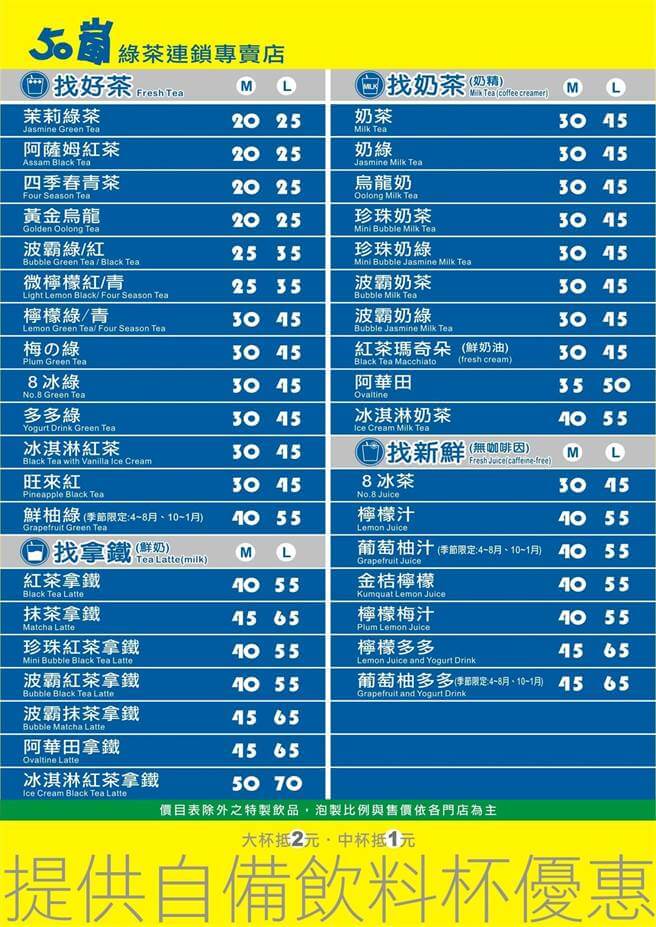 50嵐 綠茶連鎖專賣店
找好茶 Fresh Tea M L
茉莉綠茶 20 25
Jasmine Green Tea
阿薩姆紅茶 20 25
Assam Black Tea
四季春青茶 20 25
Four Season Tea
黃金烏龍 20 25
Golden Oolong Tea
波霸綠/紅 25 35
Bubble Green Tea / Black Tea
微檸檬紅/青 25 35
Light Lemon Black/ Four Season Tea
檸檬綠/青 30 45
Lemon Green Tea/ Four Season Tea
梅の綠 30 45
Plum Green Tea
8冰綠 30 45
No.8 Green Tea
多多綠 30 45
Yogurt Drink Green Tea
冰淇淋紅茶 30 45
Black Tea with Vanilla Ice Cream
旺來紅 30 45
Pineapple Black Tea
鮮柚綠 (季節限定:4~8月、10~1月) 40 55
Grapefruit Green Tea
找拿鐵 (鮮奶) Tea Latte(milk) M L
紅茶拿鐵 40 55
Black Tea Latte
抹茶拿鐵 45 65
Matcha Latte
珍珠紅茶拿鐵 40 55
Mini Bubble Black Tea Latte
波霸紅茶拿鐵 40 55
Bubble Black Tea Latte
波霸抹茶拿鐵 45 65
Bubble Matcha Latte
阿華田拿鐵 45 65
Ovaltine Latte
冰淇淋紅茶拿鐵 50 70
Ice Cream Black Tea Latte
MILK 找奶茶 (奶精) Milk Tea (coffee creamer) M L
奶茶 30 45
Milk Tea
奶綠 30 45
Jasmine Milk Tea
烏龍奶 30 45
Oolong Milk Tea
珍珠奶茶 30 45
Mini Bubble Milk Tea
珍珠奶綠 30 45
Mini Bubble Jasmine Milk Tea
波霸奶茶 30 45
Bubble Milk Tea
波霸奶綠 30 45
Bubble Jasmine Milk Tea
紅茶瑪奇朵 (鮮奶油) 30 45
Black Tea Macchiato (fresh cream)
阿華田 35 50
Ovaltine
冰淇淋奶茶 40 55
Ice Cream Milk Tea
找新鮮 (無咖啡因) Fresh Juice(caffeine-free) M L
8冰茶 30 45
No.8 Juice
檸檬汁 40 55
Lemon Juice
葡萄柚汁 (季節限定:4~8月、10~1月) 40 55
Grapefruit Juice
金桔檸檬 40 55
Kumquat Lemon Juice
檸檬梅汁 40 55
Plum Lemon Juice
檸檬多多 45 65
Lemon Juice and Yogurt Drink
葡萄柚多多 (季節限定:4~8月、10~1月) 45 65
Grapefruit and Yogurt Drink
價目表除外之特製飲品，泡製比例與售價依各門店為主
大杯抵2元．中杯抵1元
提供自備飲料杯優惠